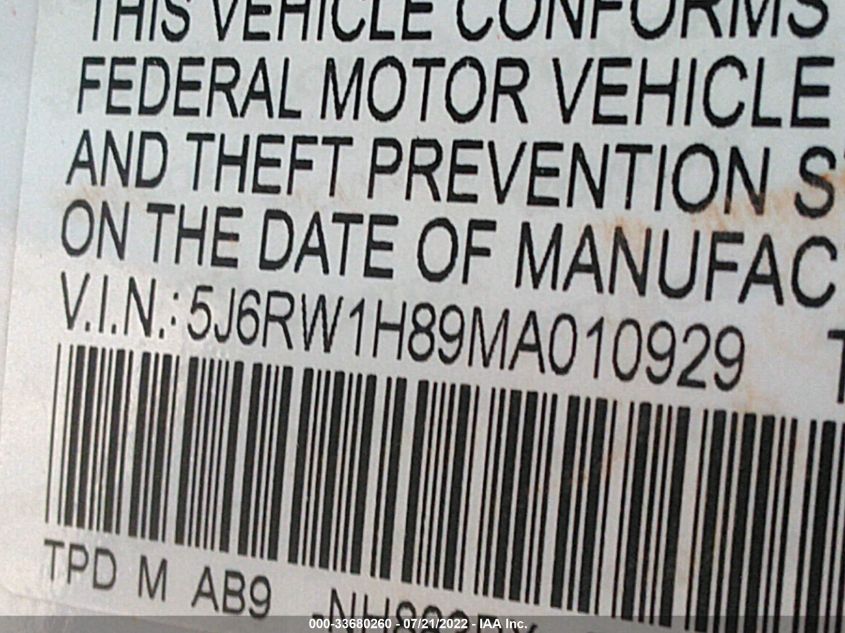 THIS VEHICLE CONFORMS
FEDERAL MOTOR VEHICLE
AND THEFT PREVENTION S
ON THE DATE OF MANUFAC
V.I.N.: 5J6RW1H89MA010929 T
TPD M AB9
000-33680260 - 07/21/2022 - IAA Inc.